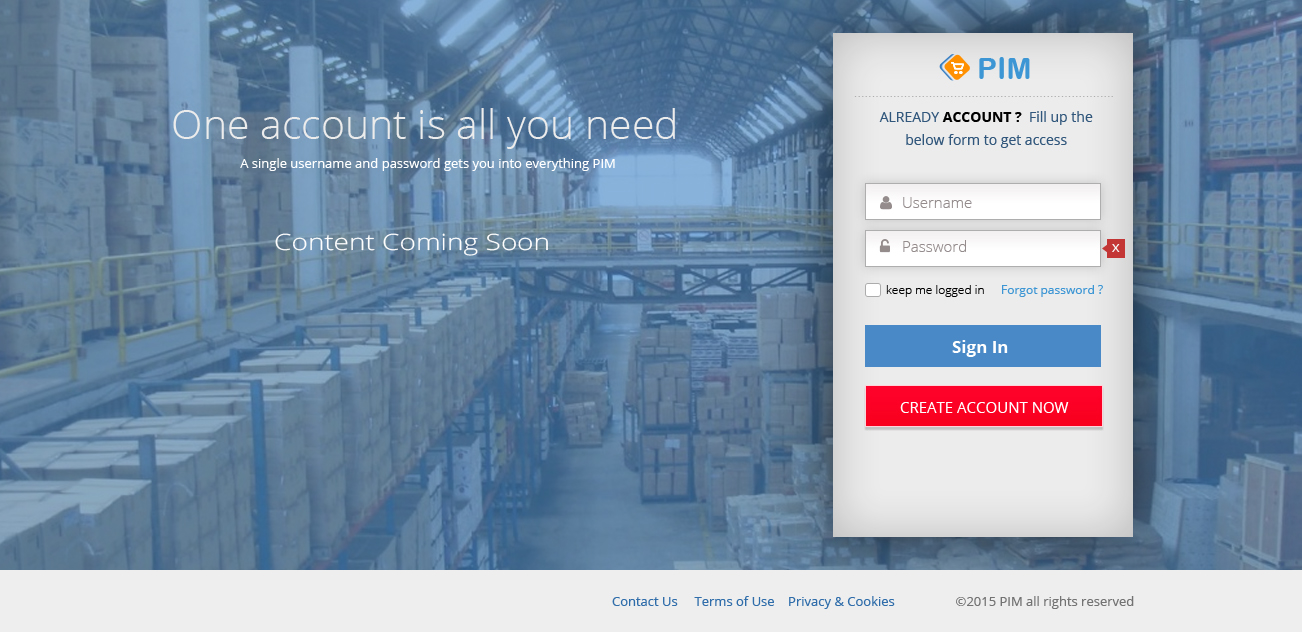 One account is all you need
A single username and password gets you into everything PIM
Content Coming Soon
PIM
ALREADY ACCOUNT ? Fill up the
below form to get access
Username
Password
X
keep me logged in
Forgot password ?
Sign In
CREATE ACCOUNT NOW
Contact Us
Terms of Use
Privacy & Cookies
©2015 PIM all rights reserved